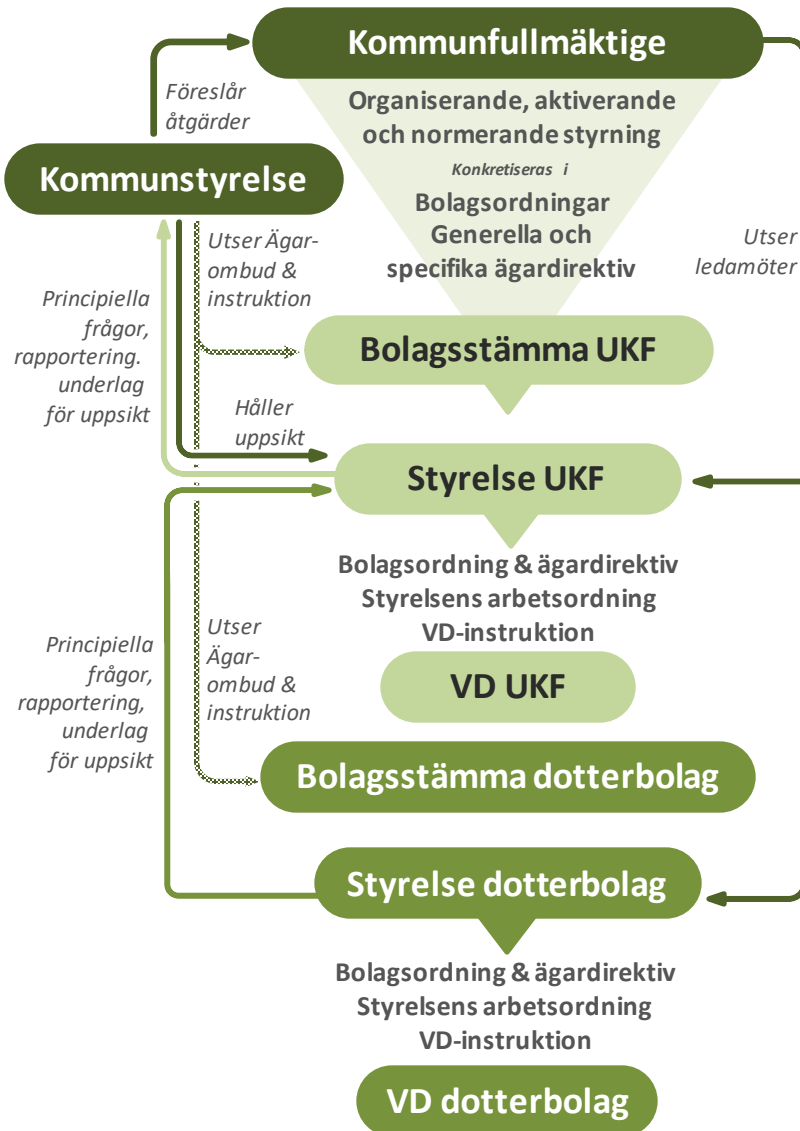 Kommunfullmäktige
Föreslår
åtgärder
Organiserande, aktiverande
och normerande styrning
Kommunstyrelse
Konkretiseras i
Bolagsordningar
Generella och
specifika ägardirektiv
Utser Ägar-
ombud &
instruktion
Utser
ledamöter
Principiella
frågor,
rapportering.
underlag
för uppsikt
Bolagsstämma UKF
Håller
uppsikt
Styrelse UKF
Bolagsordning & ägardirektiv
Styrelsens arbetsordning
VD-instruktion
Principiella
frågor,
rapportering,
underlag
för uppsikt
Utser
Ägar-
ombud &
instruktion
VD UKF
Bolagsstämma dotterbolag
Styrelse dotterbolag
Bolagsordning & ägardirektiv
Styrelsens arbetsordning
VD-instruktion
VD dotterbolag